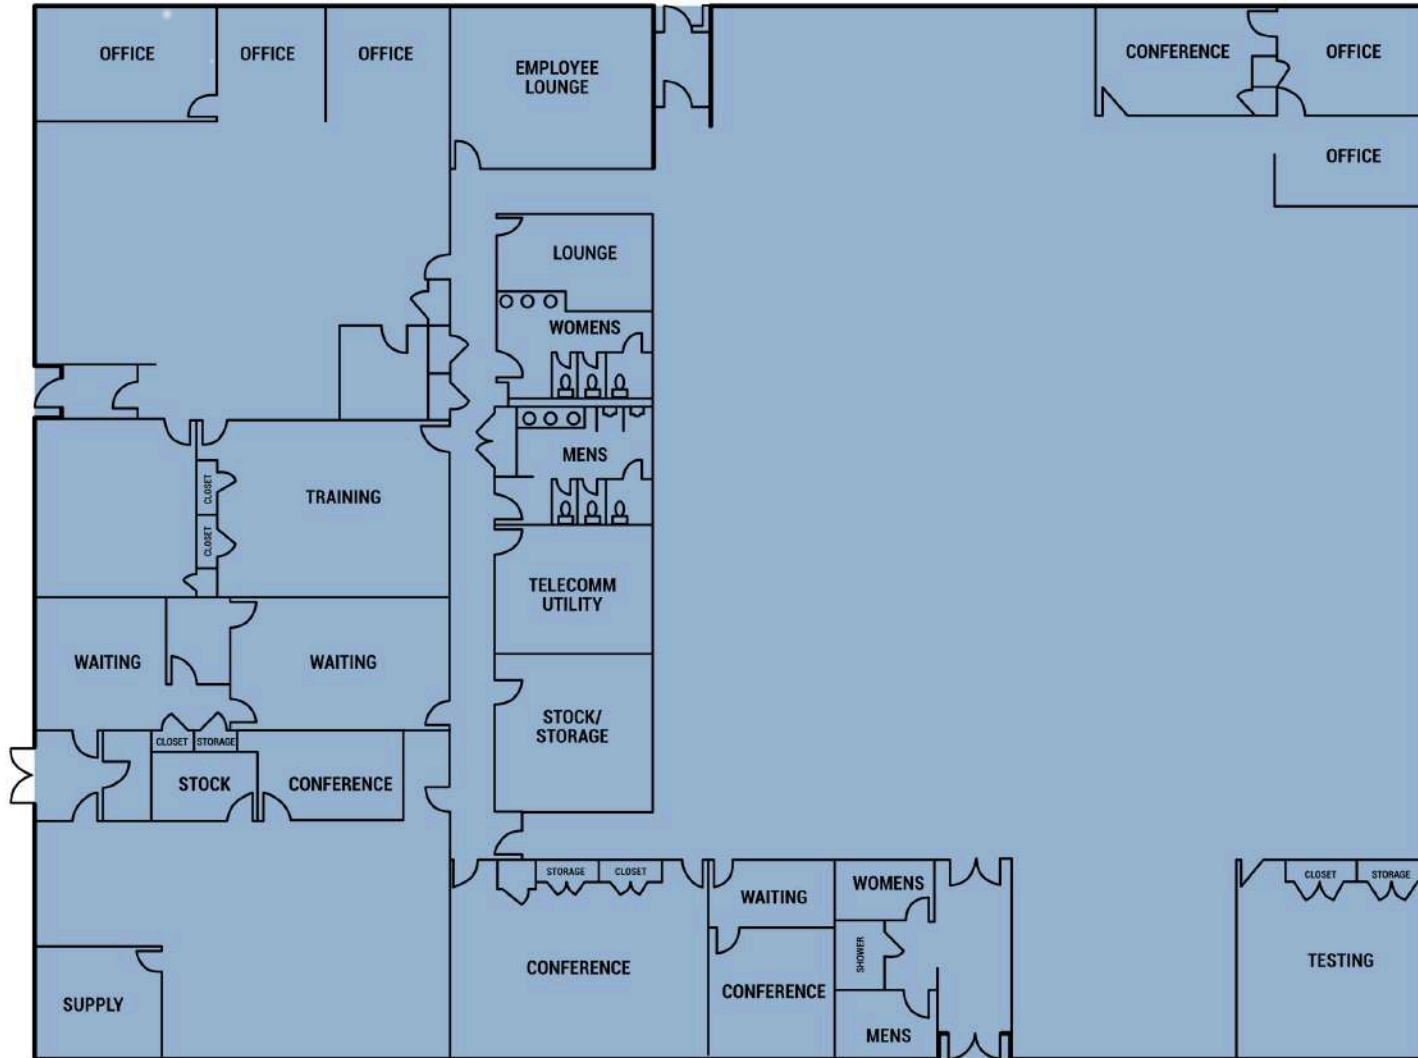 OFFICE
OFFICE
OFFICE
EMPLOYEE
LOUNGE
CONFERENCE
OFFICE
OFFICE
LOUNGE
WOMENS
MENS
CLOSET
TRAINING
CLOSET
TELECOMM
UTILITY
WAITING
WAITING
STOCK/
STORAGE
CLOSET
STORAGE
STOCK
CONFERENCE
STORAGE
CLOSET
WAITING
WOMENS
CLOSET
STORAGE
CONFERENCE
SHOWER
TESTING
CONFERENCE
SUPPLY
MENS